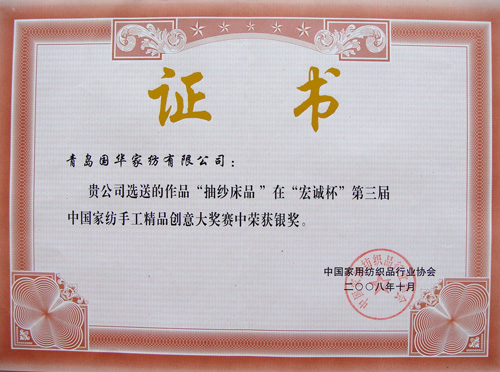 证 书
青岛国华家纺有限公司：
贵公司选送的作品“抽纱床品”在“宏诚杯”第三届
中国家纺手工精品创意大奖赛中荣获银奖。
中国家用纺织品行业协会
二〇〇八年十月